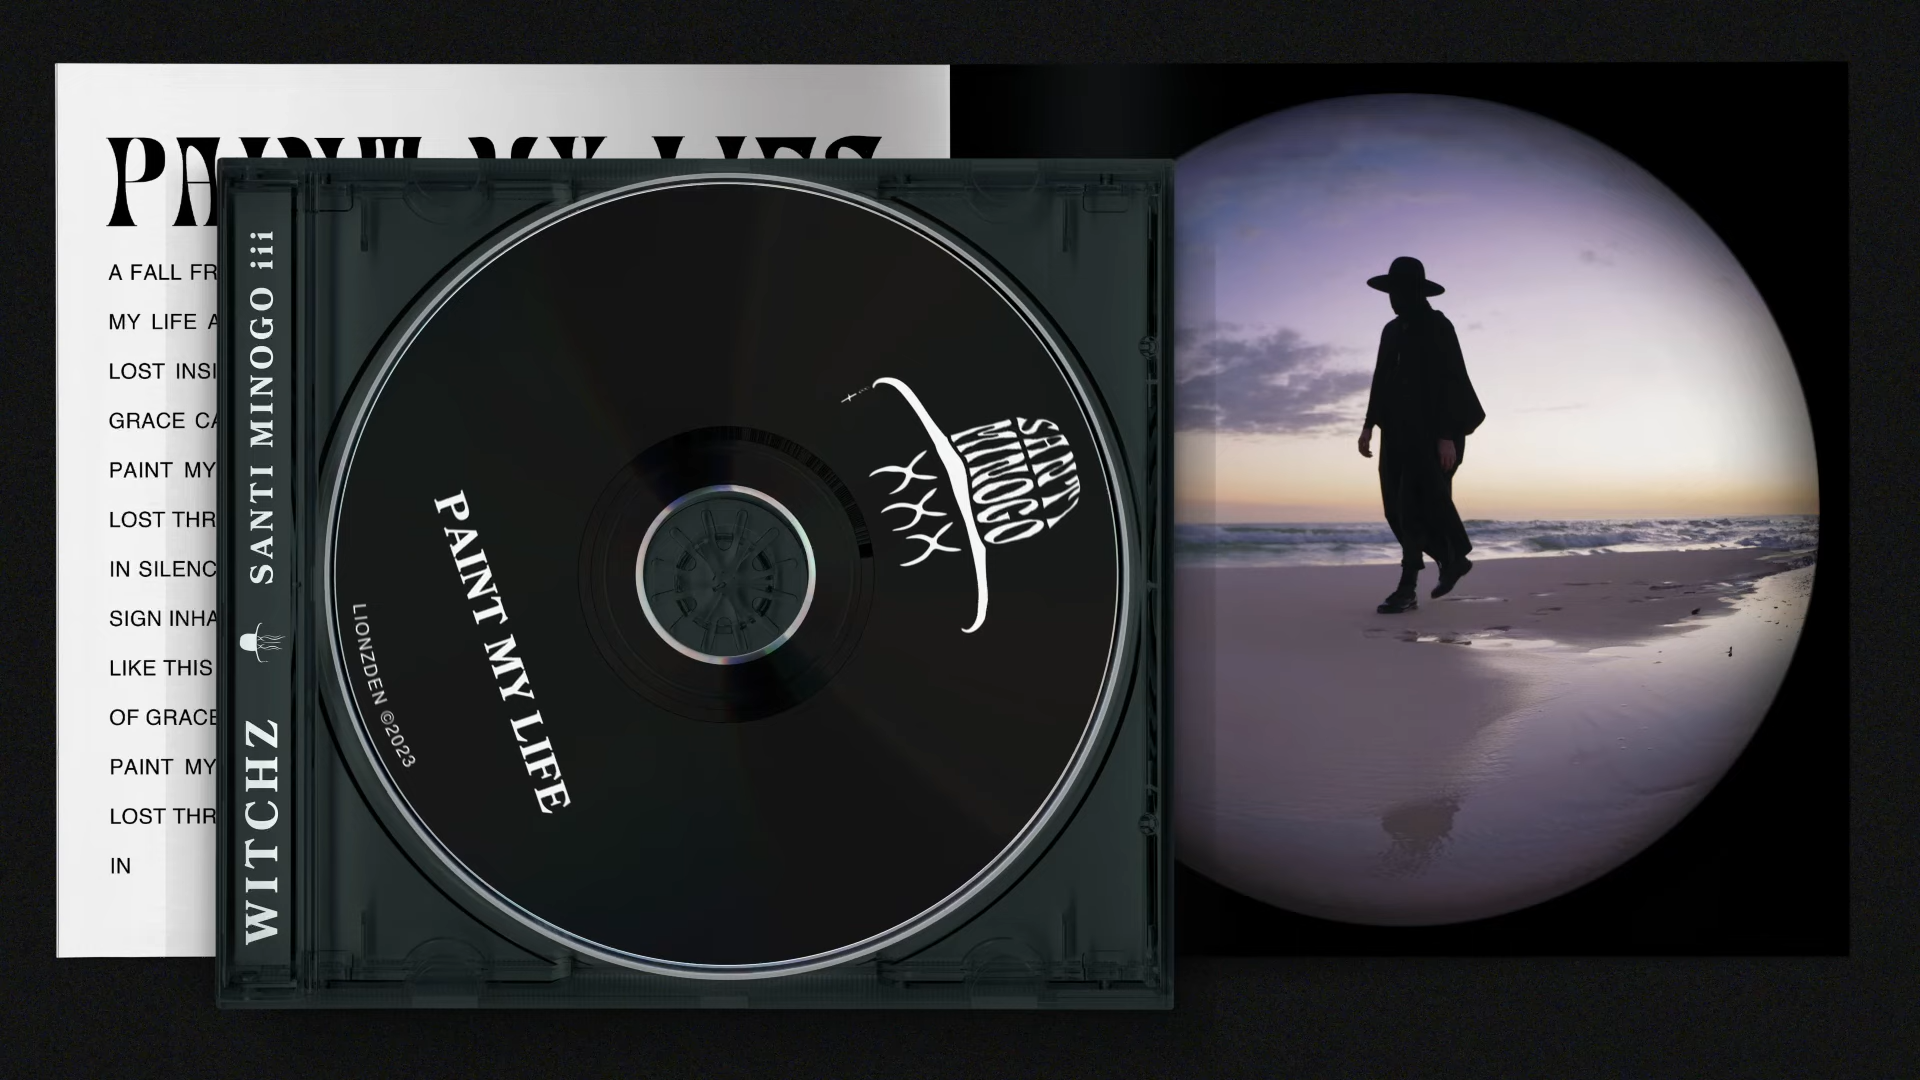 PAINT MY LIFE
A FALL FR
MY LIFE A
LOST INSI
GRACE CA
PAINT MY
LOST THR
IN SILENC
SIGN INHA
LIKE THIS
OF GRACE
PAINT MY
LOST THR
IN
WITCHZ SANTI MINOGO iii
SANTI
MINOGO
XXX
PAINT MY LIFE
LIONZDEN ©2023